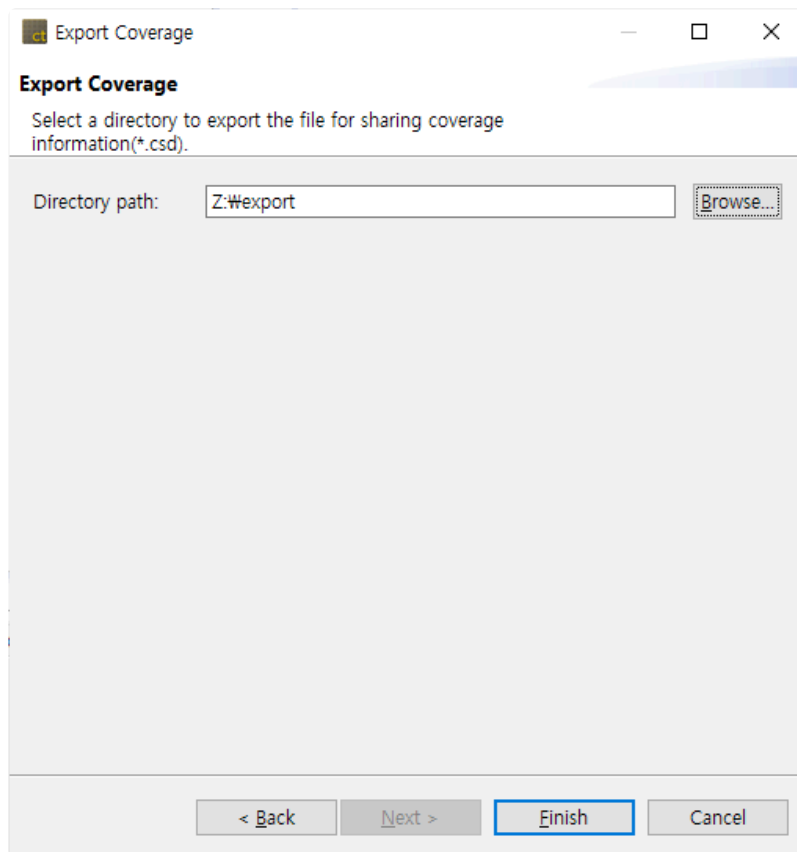 ct Export Coverage
Export Coverage
Select a directory to export the file for sharing coverage
information(*.csd).
Directory path: Z:₩export Browse...
< Back Next > Finish Cancel